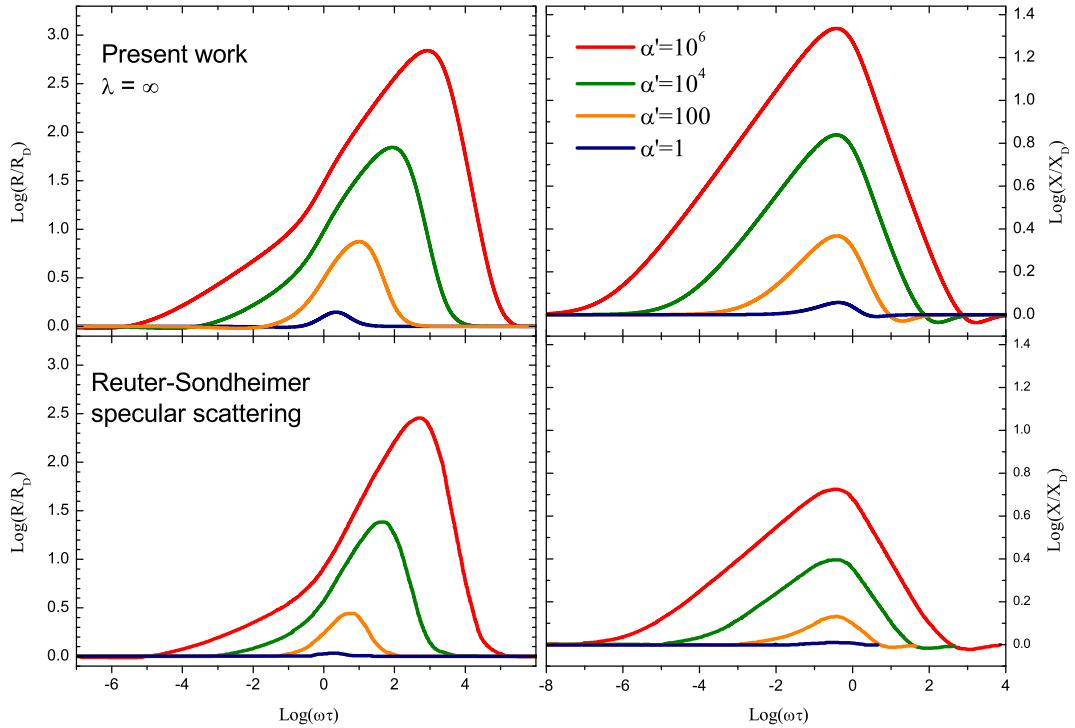 Present work
λ = ∞
Log(R/R_D)
3.0
2.5
2.0
1.5
1.0
0.5
0.0
α'=10^6
α'=10^4
α'=100
α'=1
1.4
1.2
1.0
0.8
0.6
0.4
0.2
0.0
Log(X/X_D)
Reuter-Sondheimer
specular scattering
Log(R/R_D)
3.0
2.5
2.0
1.5
1.0
0.5
0.0
-6 -4 -2 0 2 4
Log(ωτ)
1.4
1.2
1.0
0.8
0.6
0.4
0.2
0.0
Log(X/X_D)
-8 -6 -4 -2 0 2 4
Log(ωτ)